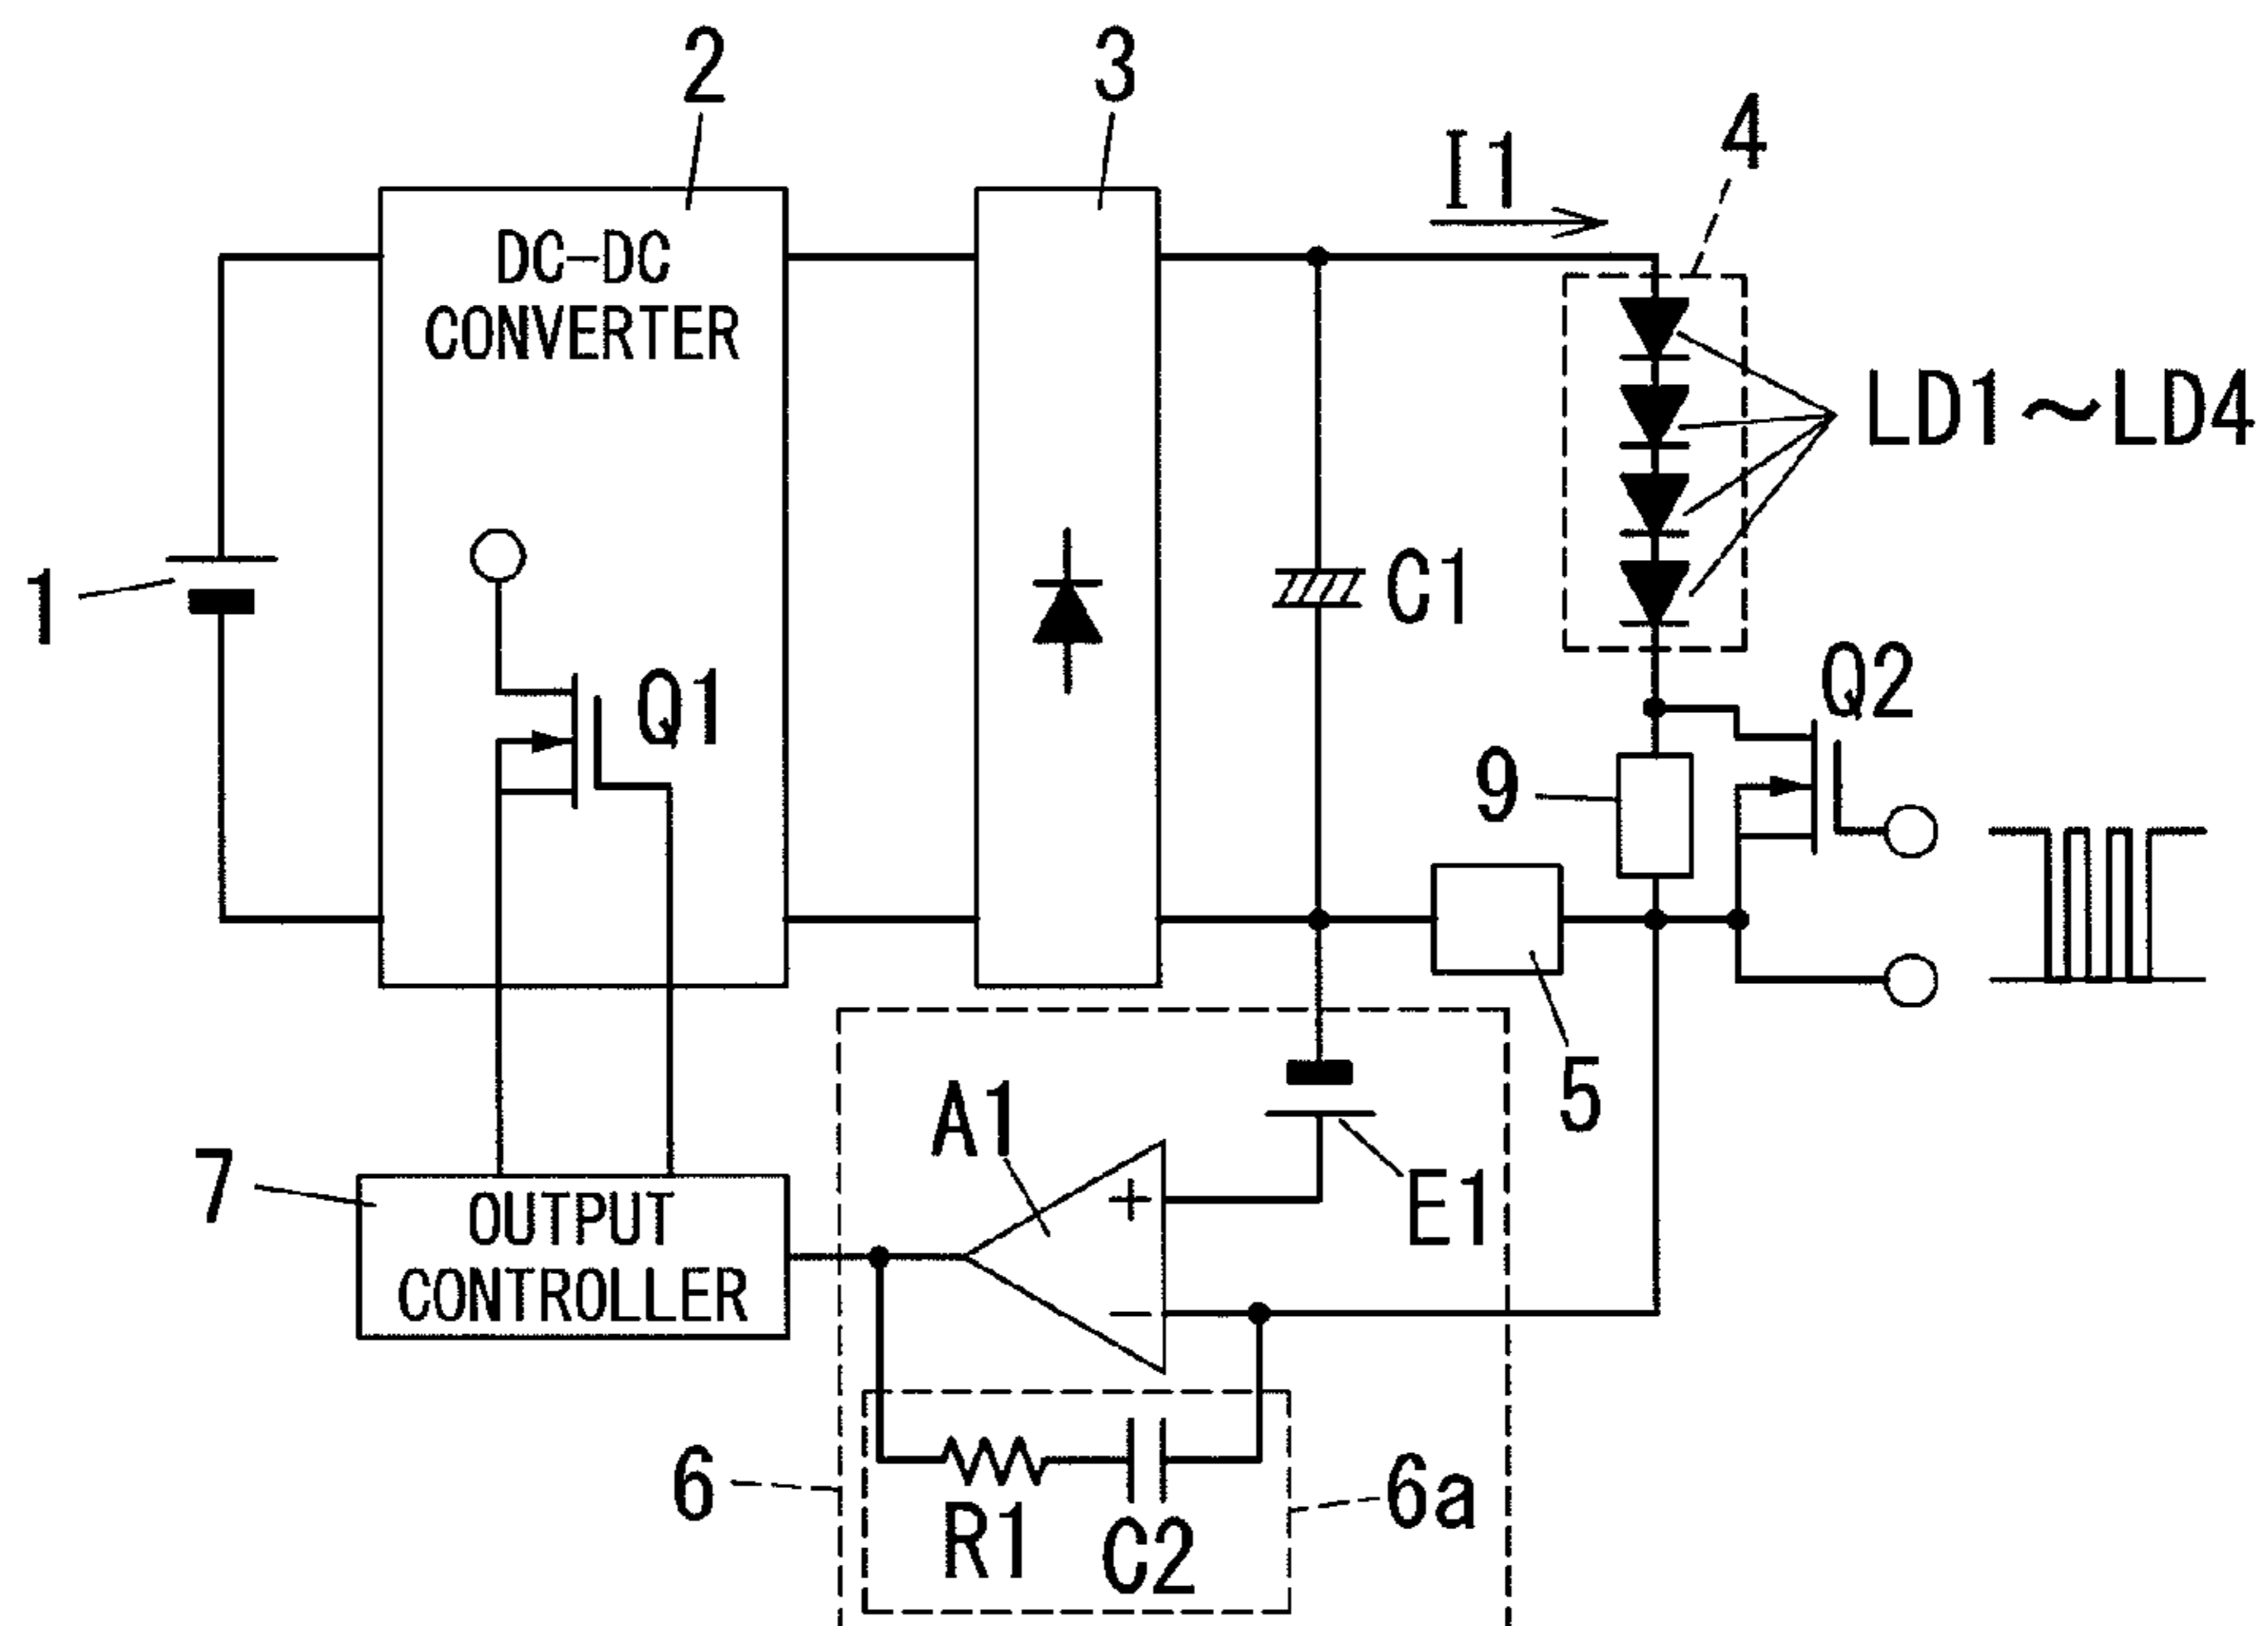 2
3
4
I1
DC-DC
CONVERTER
LD1～LD4
1
C1
Q1
Q2
9
5
A1
+
E1
7
OUTPUT
CONTROLLER
−
6
6a
R1
C2